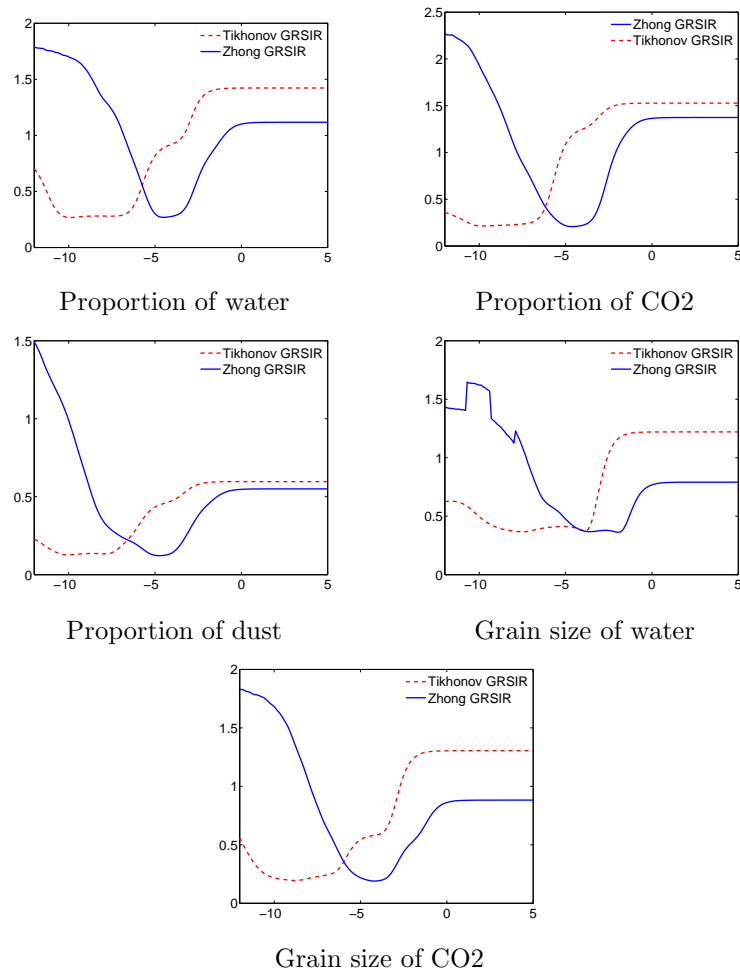 2
1.5
1
0.5
0
−10 −5 0 5
Tikhonov GRSIR
Zhong GRSIR
Proportion of water
2.5
2
1.5
1
0.5
0
−10 −5 0 5
Zhong GRSIR
Tikhonov GRSIR
Proportion of CO2
1.5
1
0.5
0
−10 −5 0 5
Tikhonov GRSIR
Zhong GRSIR
Proportion of dust
2
1.5
1
0.5
0
−10 −5 0 5
Tikhonov GRSIR
Zhong GRSIR
Grain size of water
2
1.5
1
0.5
0
−10 −5 0 5
Tikhonov GRSIR
Zhong GRSIR
Grain size of CO2